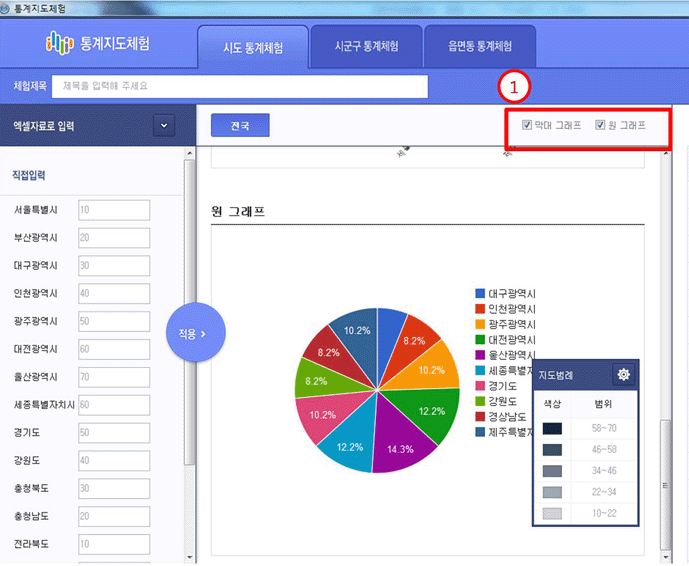 통계지도체험
통계지도체험
시도 통계체험
시군구 통계체험
읍면동 통계체험
체험제목
제목을 입력해 주세요
1
엑셀자료로 입력
전국
막대 그래프
원 그래프
직접입력
서울특별시 10
부산광역시 20
대구광역시 30
인천광역시 40
광주광역시 50
대전광역시 60
울산광역시 70
세종특별자치시 60
경기도 50
강원도 40
충청북도 30
충청남도 20
전라북도 10
적용 >
원 그래프
10.2%
8.2%
8.2%
10.2%
8.2%
12.2%
10.2%
12.2%
14.3%
대구광역시
인천광역시
광주광역시
대전광역시
울산광역시
세종특별자
경기도
강원도
경상남도
제주특별자
지도범례
색상 범위
58~70
46~58
34~46
22~34
10~22